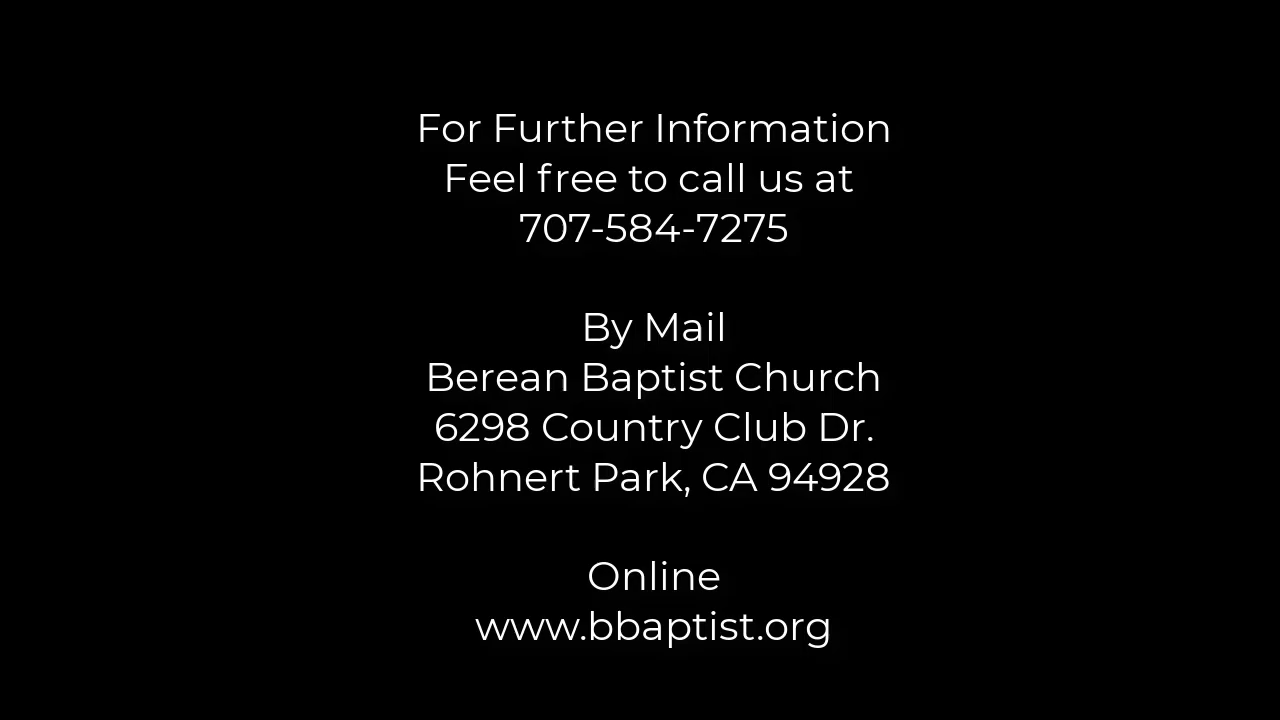 For Further Information
Feel free to call us at
707-584-7275
By Mail
Berean Baptist Church
6298 Country Club Dr.
Rohnert Park, CA 94928
Online
www.bbaptist.org